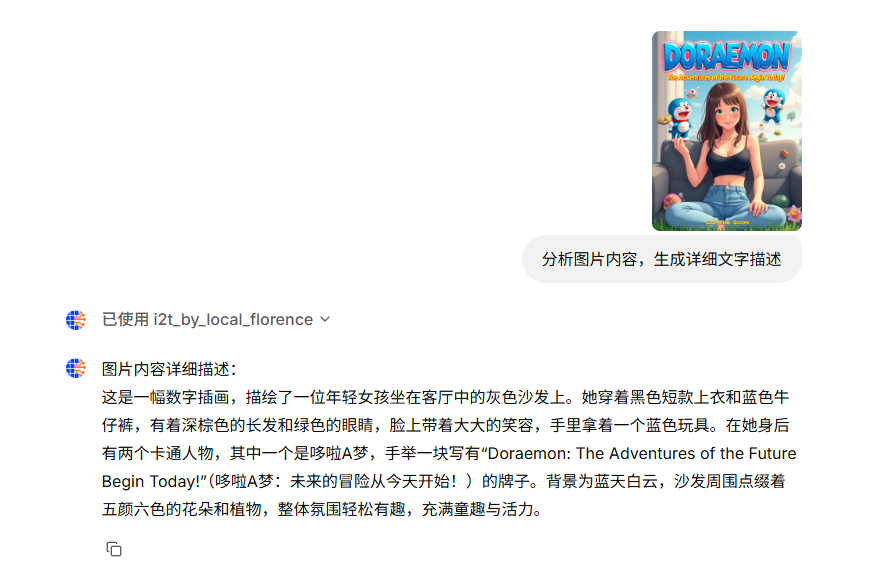 DORAEMON
The Adventures of the Future Begin Today!
COMING SOON
分析图片内容，生成详细文字描述
已使用 i2t_by_local_florence
图片内容详细描述：
这是一幅数字插画，描绘了一位年轻女孩坐在客厅中的灰色沙发上。她穿着黑色短款上衣和蓝色牛
仔裤，有着深棕色的长发和绿色的眼睛，脸上带着大大的笑容，手里拿着一个蓝色玩具。在她身后
有两个卡通人物，其中一个是哆啦A梦，手举一块写有“Doraemon: The Adventures of the Future
Begin Today!”（哆啦A梦：未来的冒险从今天开始！）的牌子。背景为蓝天白云，沙发周围点缀着
五颜六色的花朵和植物，整体氛围轻松有趣，充满童趣与活力。